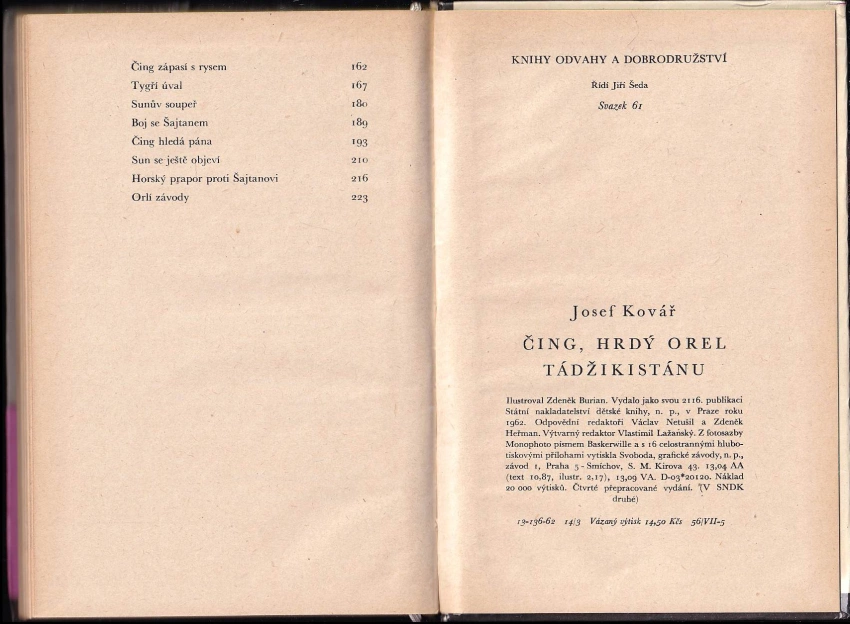 Čing zápasí s rysem 162
Tygří úval 167
Sunův soupeř 180
Boj se Šajtanem 189
Čing hledá pána 193
Sun se ještě objeví 210
Horský prapor proti Šajtanovi 216
Orlí závody 223
KNIHY ODVAHY A DOBRODRUŽSTVÍ
Řídí Jiří Šeda
Svazek 61
Josef Kovář
ČING, HRDÝ OREL
TÁDŽIKISTÁNU
Ilustroval Zdeněk Burian. Vydalo jako svou 2116. publikaci
Státní nakladatelství dětské knihy, n. p., v Praze roku
1962. Odpovědní redaktoři Václav Netušil a Zdeněk
Heřman. Výtvarný redaktor Vlastimil Lažanský. Z fotosazby
Monophoto písmem Baskerwille a s 16 celostrannými hlubo-
tiskovými přílohami vytiskla Svoboda, grafické závody, n. p.,
závod 1, Praha 5 - Smíchov, S. M. Kirova 43. 13,04 AA
(text 10,87, ilustr. 2,17), 13,09 VA. D-03*20120. Náklad
20 000 výtisků. Čtvrté přepracované vydání. (V SNDK
druhé)
13-136-62 14/3 Vázaný výtisk 14,50 Kčs 56/VII-5